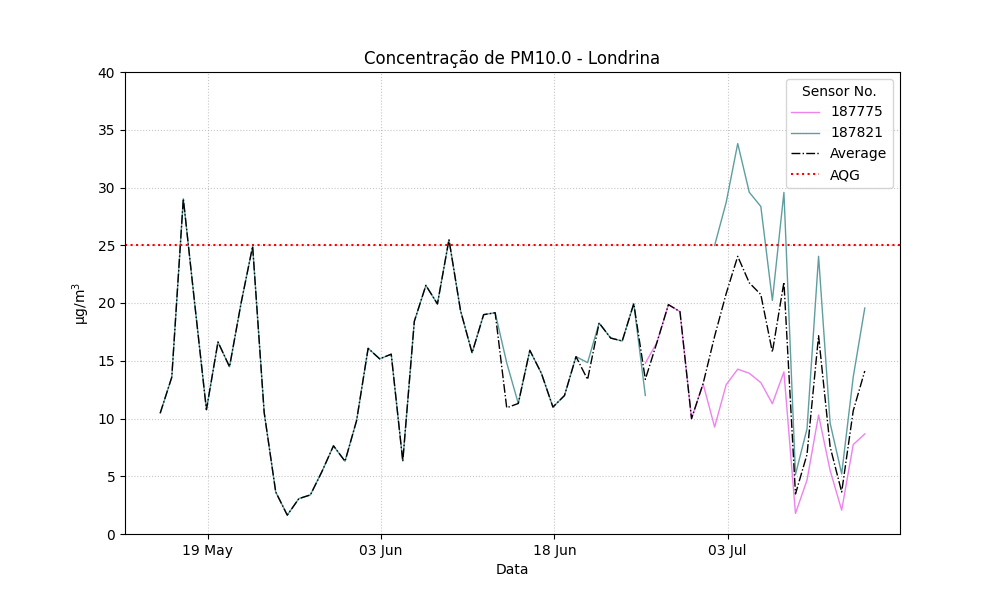 Concentração de PM10.0 - Londrina
40
35
30
25
20
15
10
5
0
µg/m³
19 May
03 Jun
18 Jun
03 Jul
Data
Sensor No.
187775
187821
Average
AQG